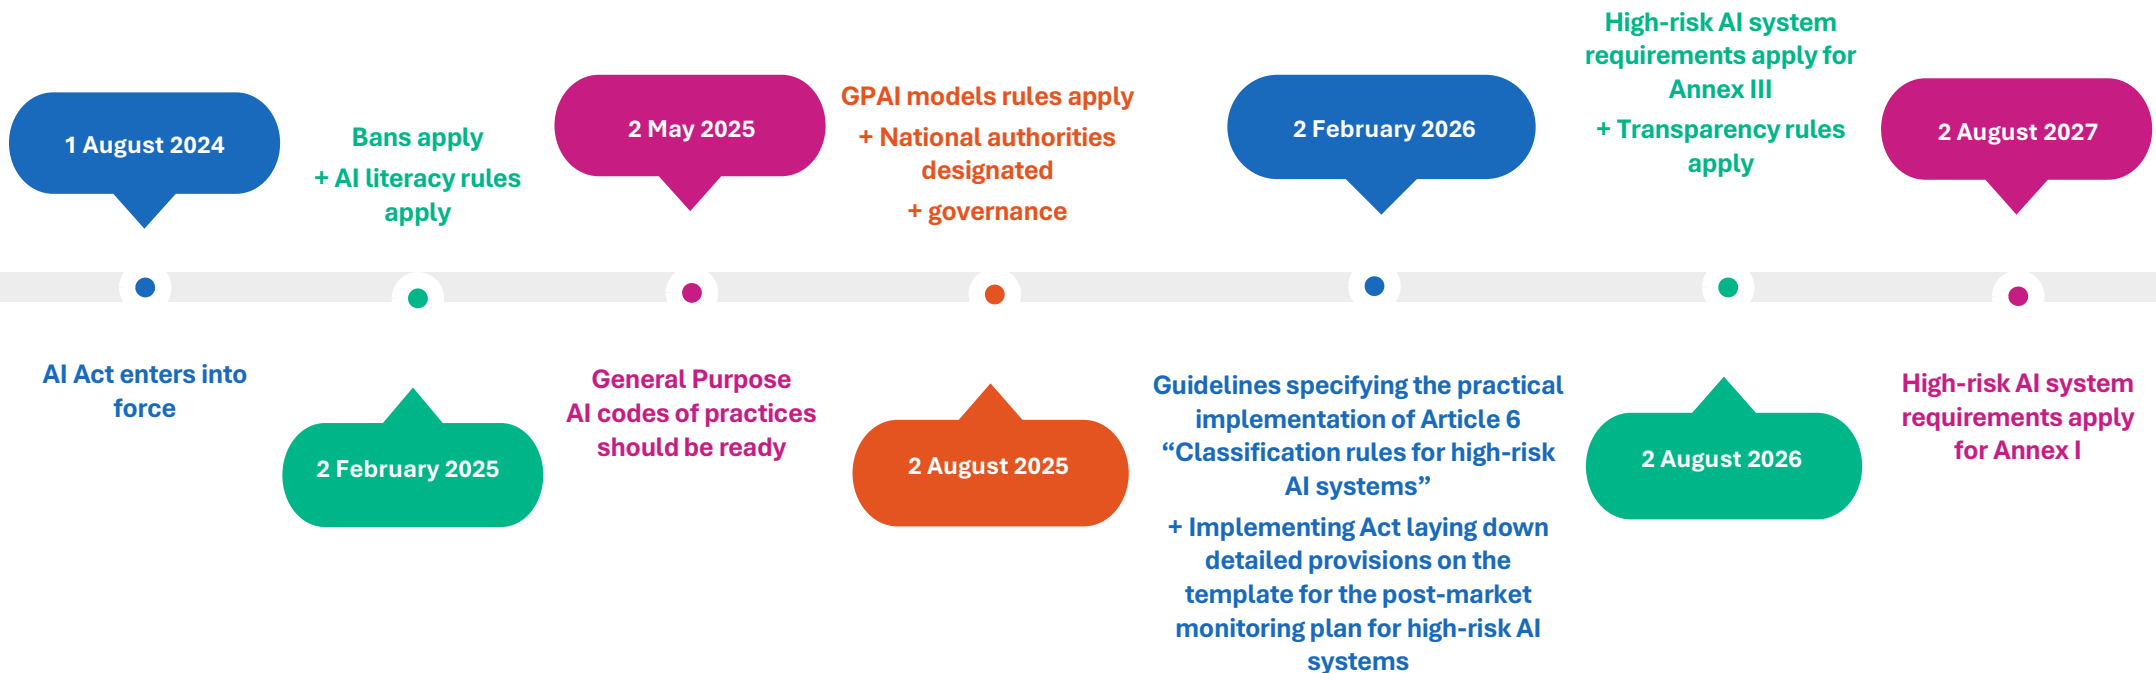 1 August 2024
AI Act enters into
force
Bans apply
+ AI literacy rules
apply
2 February 2025
2 May 2025
General Purpose
AI codes of practices
should be ready
GPAI models rules apply
+ National authorities
designated
+ governance
2 August 2025
2 February 2026
Guidelines specifying the practical
implementation of Article 6
“Classification rules for high-risk
AI systems”
+ Implementing Act laying down
detailed provisions on the
template for the post-market
monitoring plan for high-risk AI
systems
High-risk AI system
requirements apply for
Annex III
+ Transparency rules
apply
2 August 2026
2 August 2027
High-risk AI system
requirements apply
for Annex I